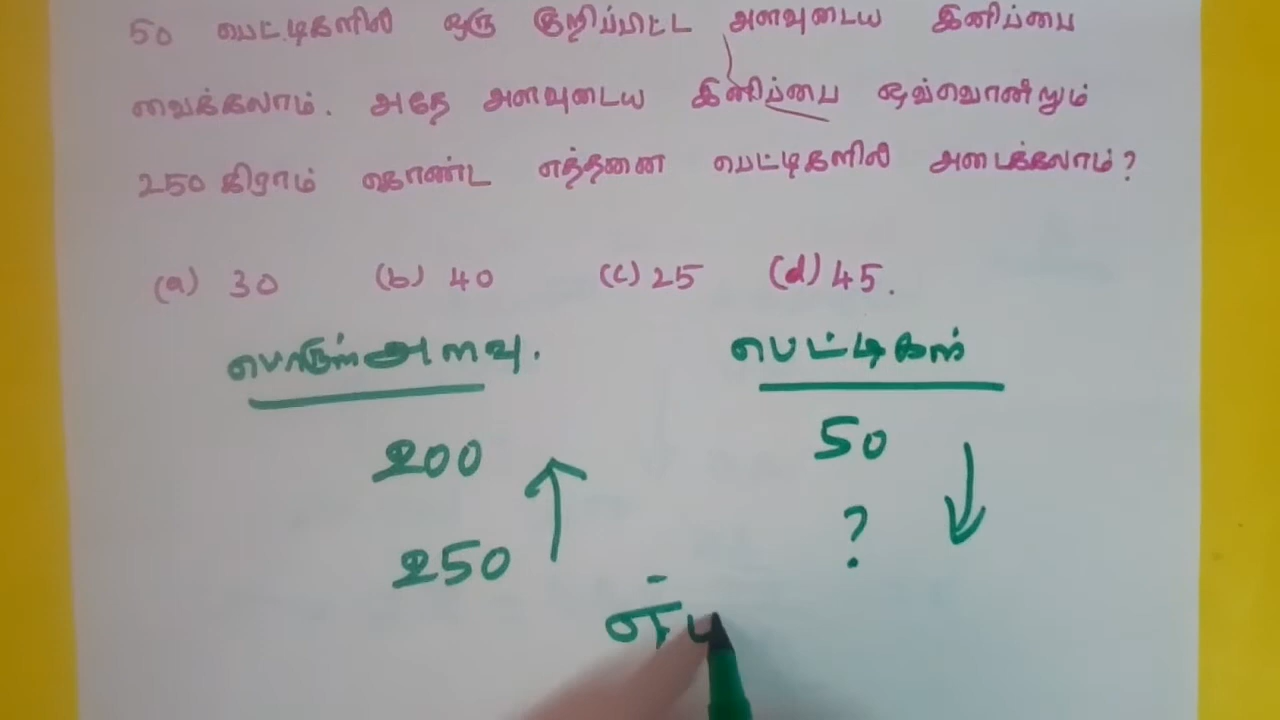 50 பெட்டிகளில் ஒரு குறிப்பிட்ட அளவுடைய இனிப்பை
வைக்கலாம். அதே அளவுடைய இனிப்பை ஒவ்வொன்றும்
250 கிராம் கொண்ட எத்தனை பெட்டிகளில் அடைக்கலாம்?
(a) 30 (b) 40 (c) 25 (d) 45.
பொருள் அளவு. பெட்டிகள்
200 50
250 ?